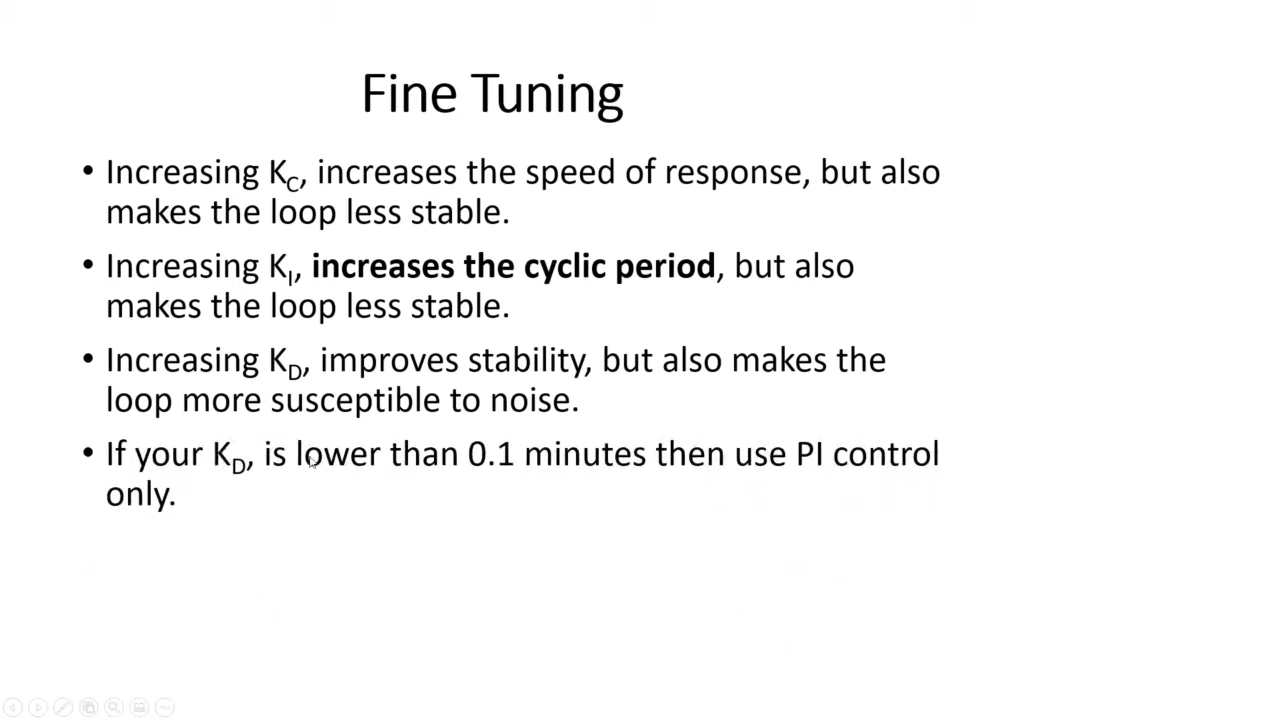 Fine Tuning
• Increasing KC, increases the speed of response, but also
makes the loop less stable.
• Increasing KI, increases the cyclic period, but also
makes the loop less stable.
• Increasing KD, improves stability, but also makes the
loop more susceptible to noise.
• If your KD, is lower than 0.1 minutes then use PI control
only.